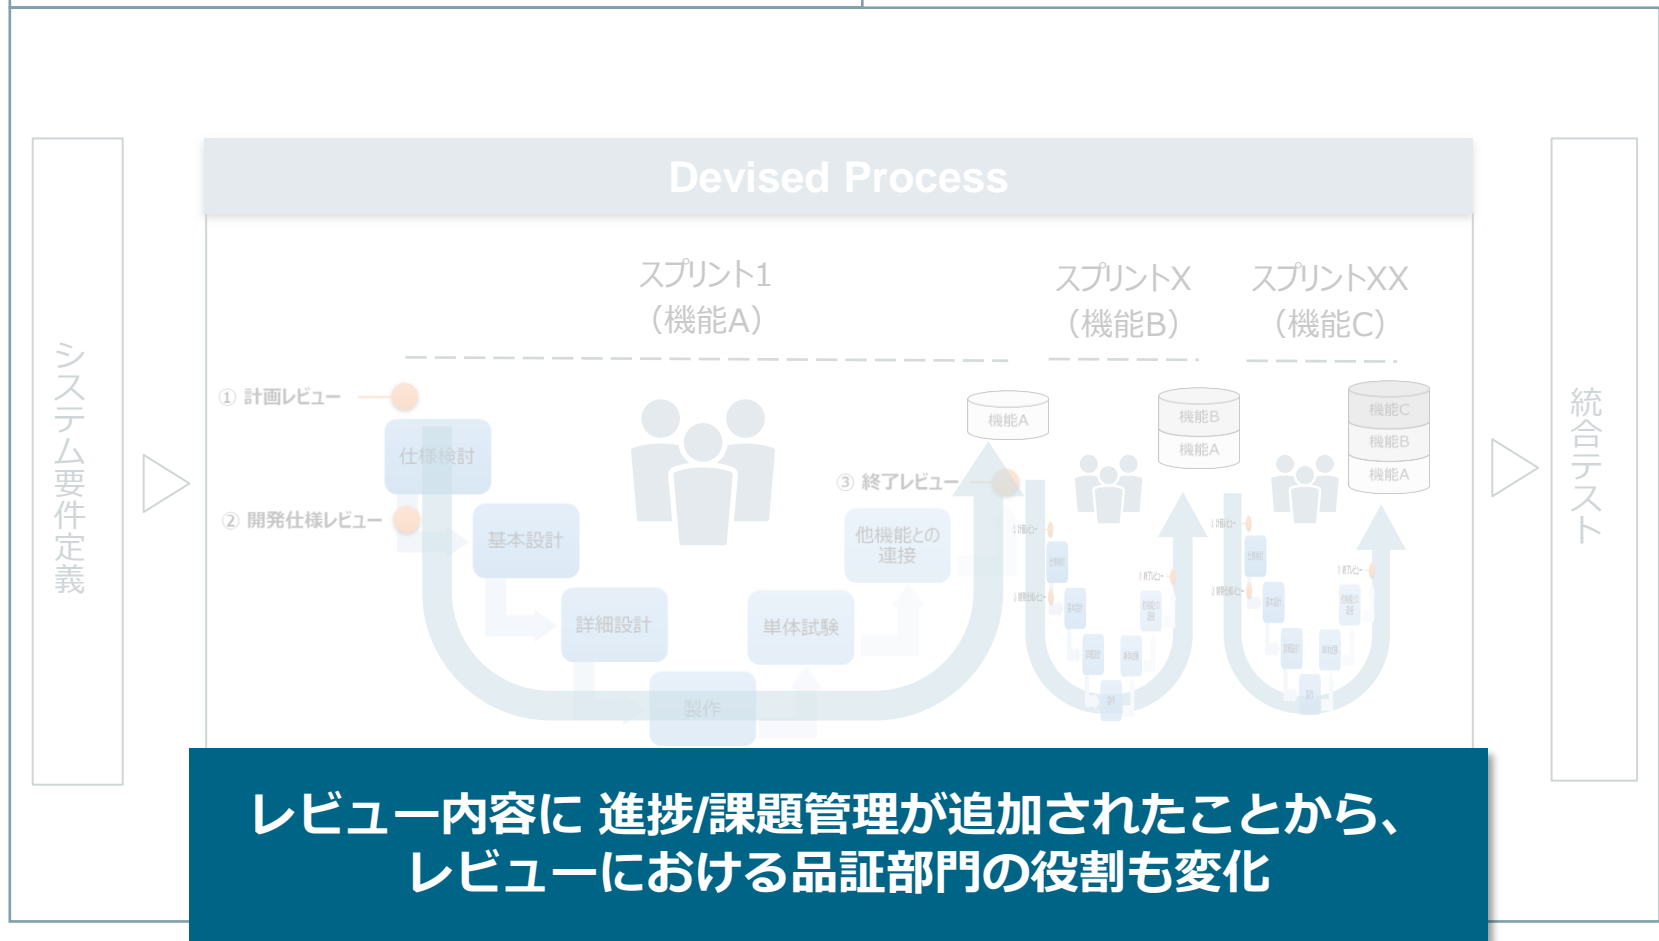 Devised Process
システム要件定義
スプリント1
（機能A）
スプリントX
（機能B）
スプリントXX
（機能C）
① 計画レビュー
仕様検討
② 開発仕様レビュー
基本設計
詳細設計
製作
単体試験
他機能との
連接
③ 終了レビュー
機能A
機能B
機能A
機能C
機能B
機能A
統合テスト
レビュー内容に 進捗/課題管理が追加されたことから、
レビューにおける品証部門の役割も変化